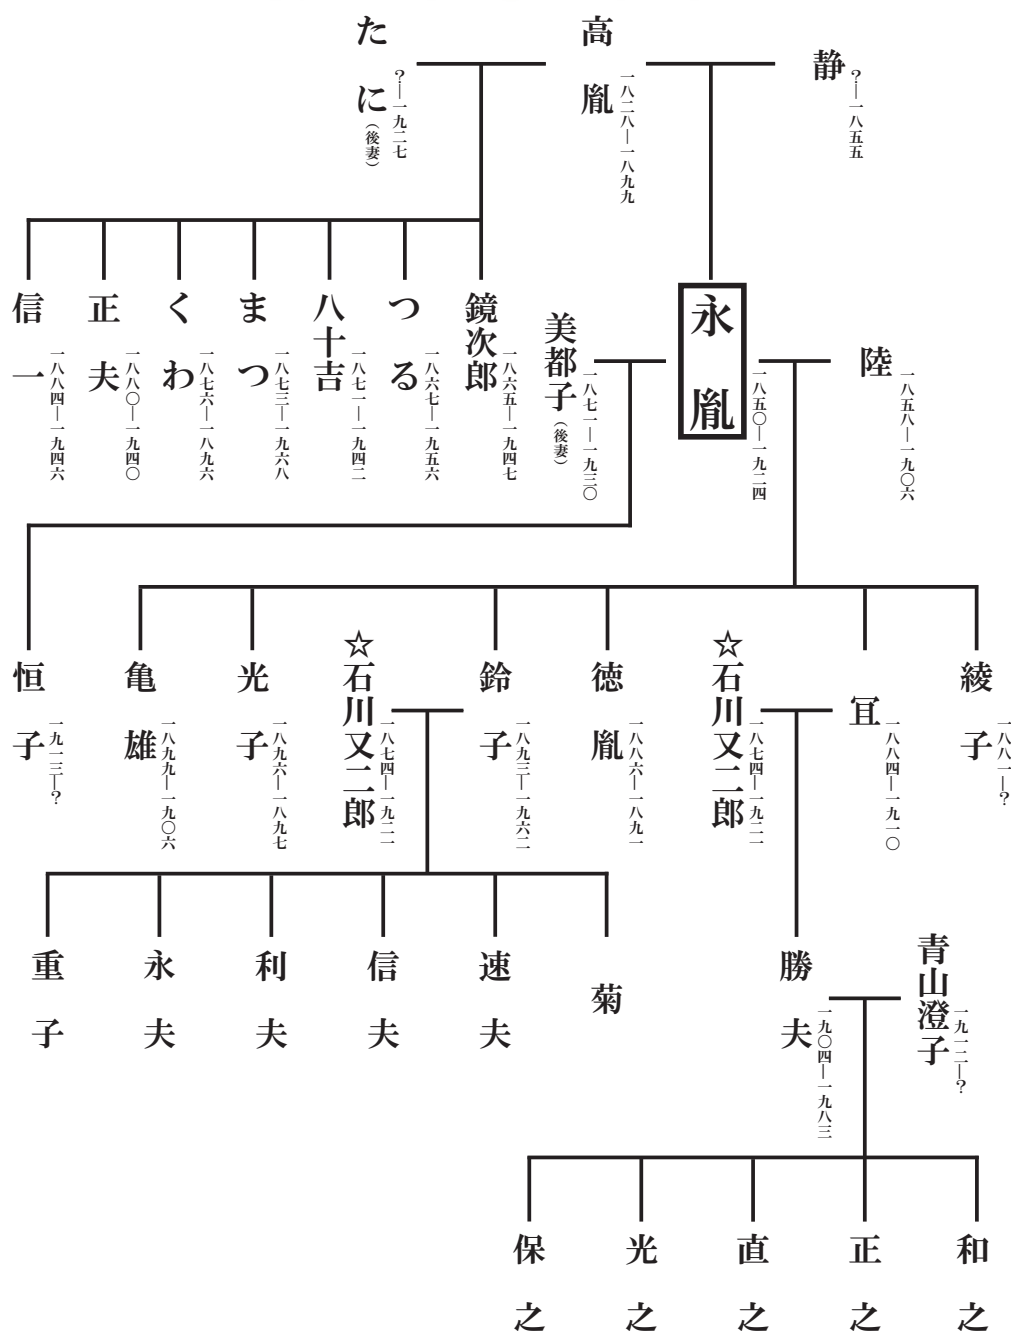 静
?―一八五五
高胤
一八二八―一八九九
たに(後妻)
?―一九二七
陸
一八五八―一九〇六
永胤
一八五〇―一九二四
美都子(後妻)
一八七一―一九三〇
鏡次郎
一八六五―一九四七
つる
一八六七―一九五六
八十吉
一八七一―一九四二
まつ
一八七三―一九六八
くわ
一八七六―一八九六
正夫
一八八〇―一九四〇
信一
一八八四―一九四六
綾子
一八八一―?
冝
一八八四―一九一〇
☆石川又二郎
一八七四―一九二一
徳胤
一八八六―一八九一
鈴子
一八九三―一九六二
☆石川又二郎
一八七四―一九二一
光子
一八九六―一八九七
亀雄
一八九九―一九〇六
恒子
一九一三―?
青山澄子
一九一二―?
勝夫
一九〇四―一九八三
菊
速夫
信夫
利夫
永夫
重子
和之
正之
直之
光之
保之